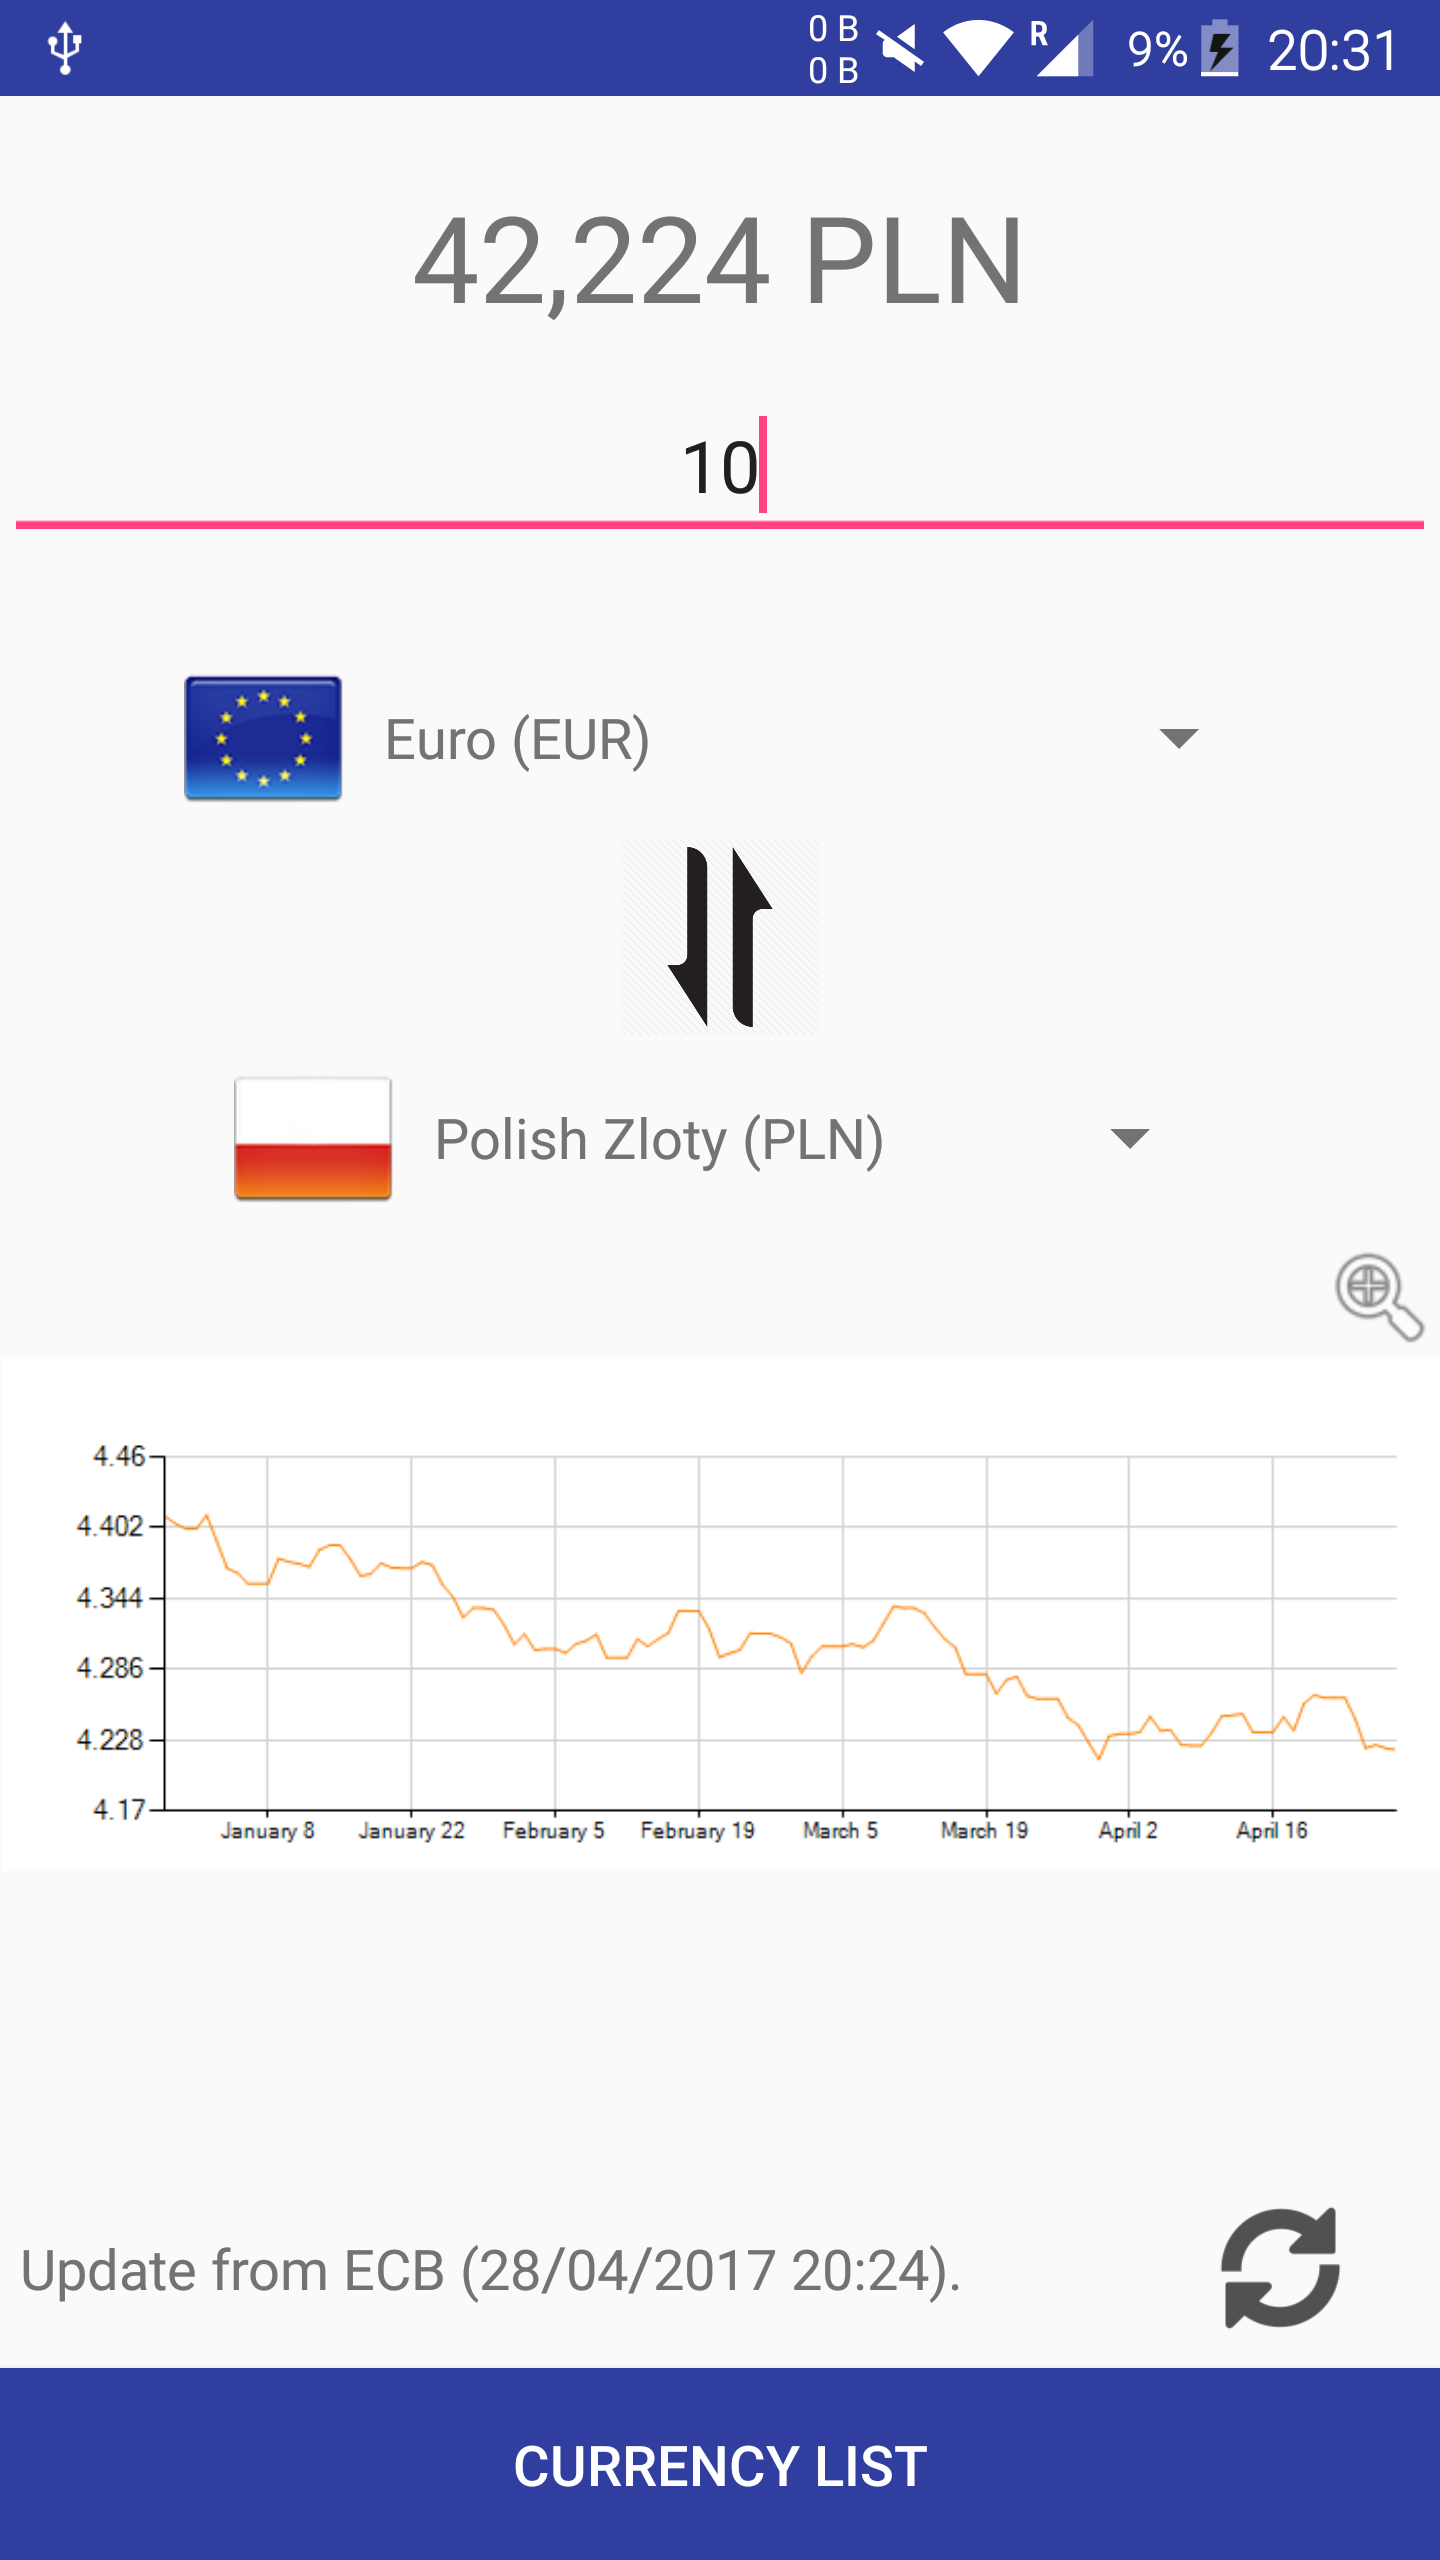 0 B
0 B
R
9%
20:31
42,224 PLN
10
Euro (EUR)
Polish Zloty (PLN)
4.46
4.402
4.344
4.286
4.228
4.17
January 8 January 22 February 5 February 19 March 5 March 19 April 2 April 16
Update from ECB (28/04/2017 20:24).
CURRENCY LIST